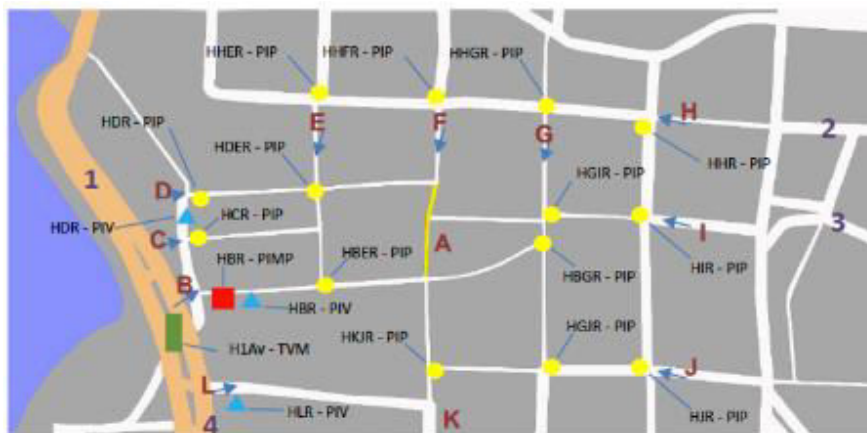 HHER - PIP
HHFR - PIP
HHGR - PIP
H
2
E
F
G
HDR - PIP
HDER - PIP
HHR - PIP
1
D
HGIR - PIP
HCR - PIP
3
HDR - PIV
C
A
I
HBR - PIMP
HBER - PIP
HBGR - PIP
HIR - PIP
B
HBR - PIV
HKJR - PIP
HGJR - PIP
H1Av - TVM
J
L
HLR - PIV
K
HJR - PIP
4